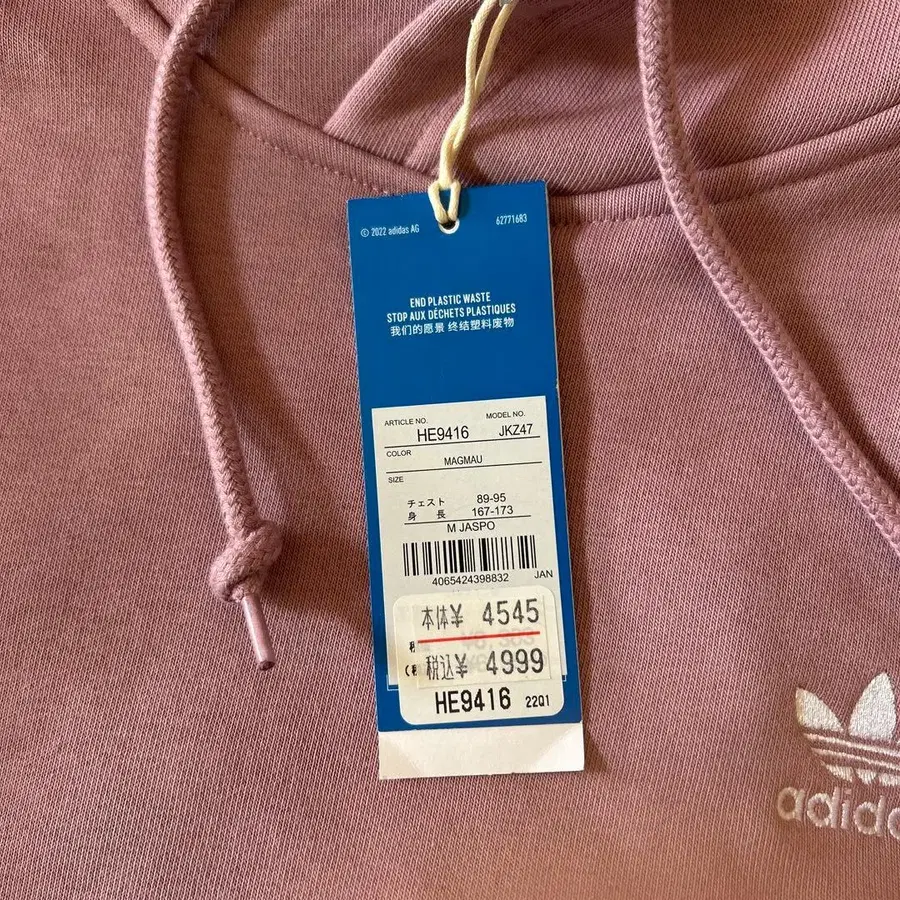 © 2022 adidas AG
62771683
END PLASTIC WASTE
STOP AUX DÉCHETS PLASTIQUES
我们的愿景 终结塑料废物
ARTICLE NO.
MODEL NO.
HE9416
JKZ47
COLOR
MAGMAU
SIZE
チェスト 89-95
身 長 167-173
M JASPO
4065424398832 JAN
本体¥ 4545
税込¥ 4999
HE9416 22Q1